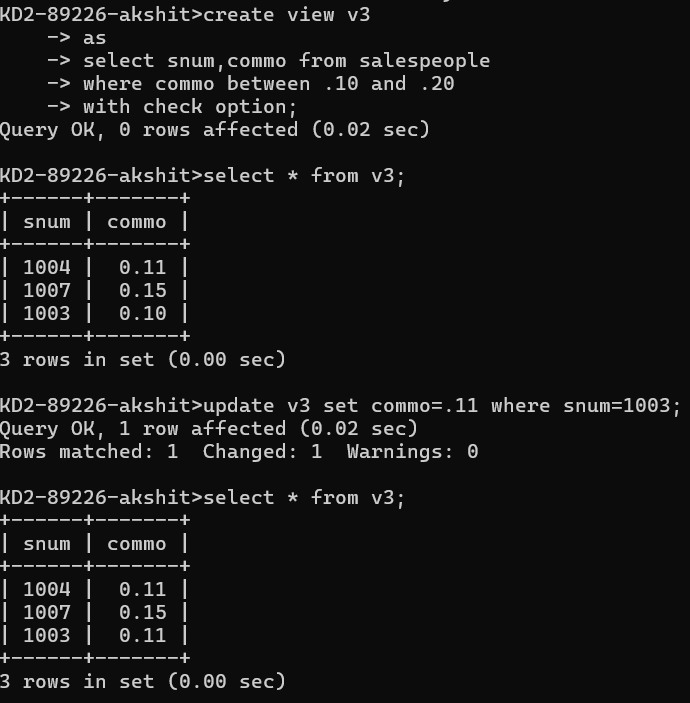 KD2-89226-akshit>create view v3
    -> as
    -> select snum,commo from salespeople
    -> where commo between .10 and .20
    -> with check option;
Query OK, 0 rows affected (0.02 sec)

KD2-89226-akshit>select * from v3;
+------+-------+
| snum | commo |
+------+-------+
| 1004 |  0.11 |
| 1007 |  0.15 |
| 1003 |  0.10 |
+------+-------+
3 rows in set (0.00 sec)

KD2-89226-akshit>update v3 set commo=.11 where snum=1003;
Query OK, 1 row affected (0.02 sec)
Rows matched: 1  Changed: 1  Warnings: 0

KD2-89226-akshit>select * from v3;
+------+-------+
| snum | commo |
+------+-------+
| 1004 |  0.11 |
| 1007 |  0.15 |
| 1003 |  0.11 |
+------+-------+
3 rows in set (0.00 sec)